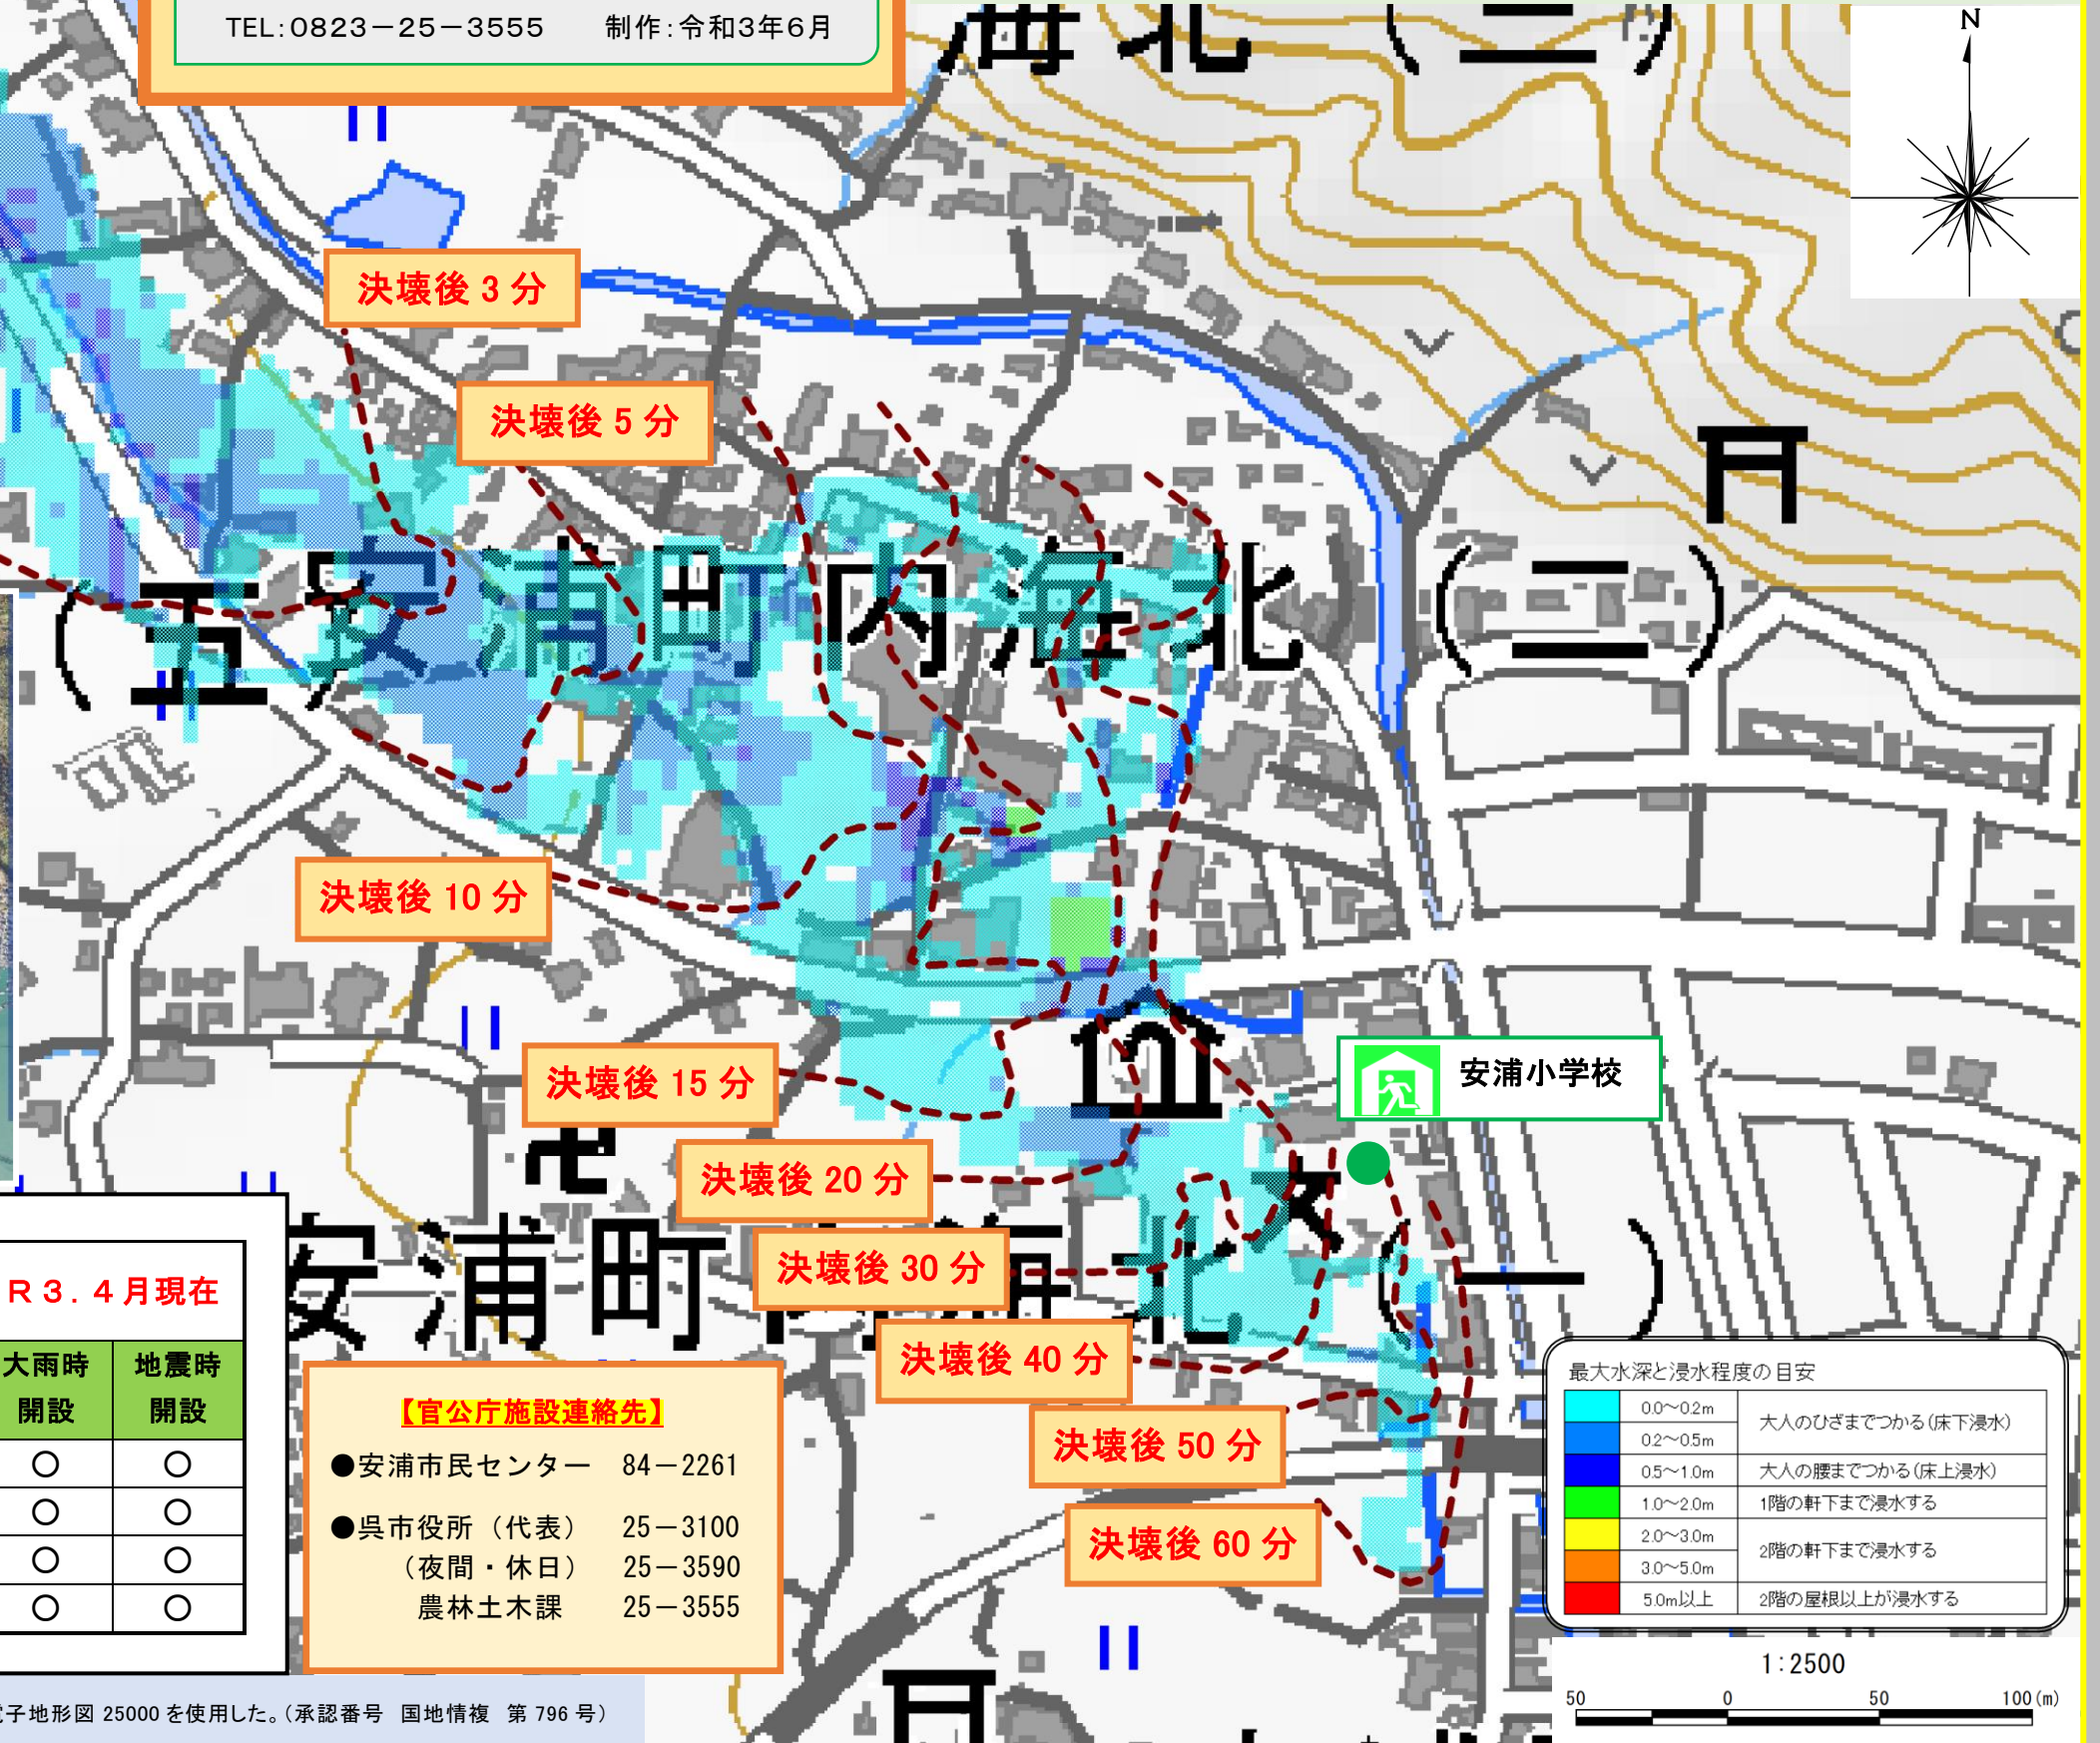 TEL:0823－25－3555　　制作:令和3年6月
海北（三）
N
決壊後 3 分
決壊後 5 分
安浦町内海北（二）
（五）
決壊後 10 分
決壊後 15 分
安浦小学校
決壊後 20 分
文
安浦町内海北（一）
決壊後 30 分
決壊後 40 分
決壊後 50 分
決壊後 60 分
Ｒ３．４月現在
大雨時開設　地震時開設
○　○
○　○
○　○
○　○
【官公庁施設連絡先】
●安浦市民センター　84－2261
●呉市役所（代表）　25－3100
（夜間・休日）　25－3590
農林土木課　25－3555
最大水深と浸水程度の目安
0.0～0.2m　大人のひざまでつかる(床下浸水)
0.2～0.5m
0.5～1.0m　大人の腰までつかる(床上浸水)
1.0～2.0m　1階の軒下まで浸水する
2.0～3.0m　2階の軒下まで浸水する
3.0～5.0m
5.0m以上　2階の屋根以上が浸水する
1:2500
50　0　50　100(m)
子地形図 25000 を使用した。（承認番号　国地情複　第 796 号）